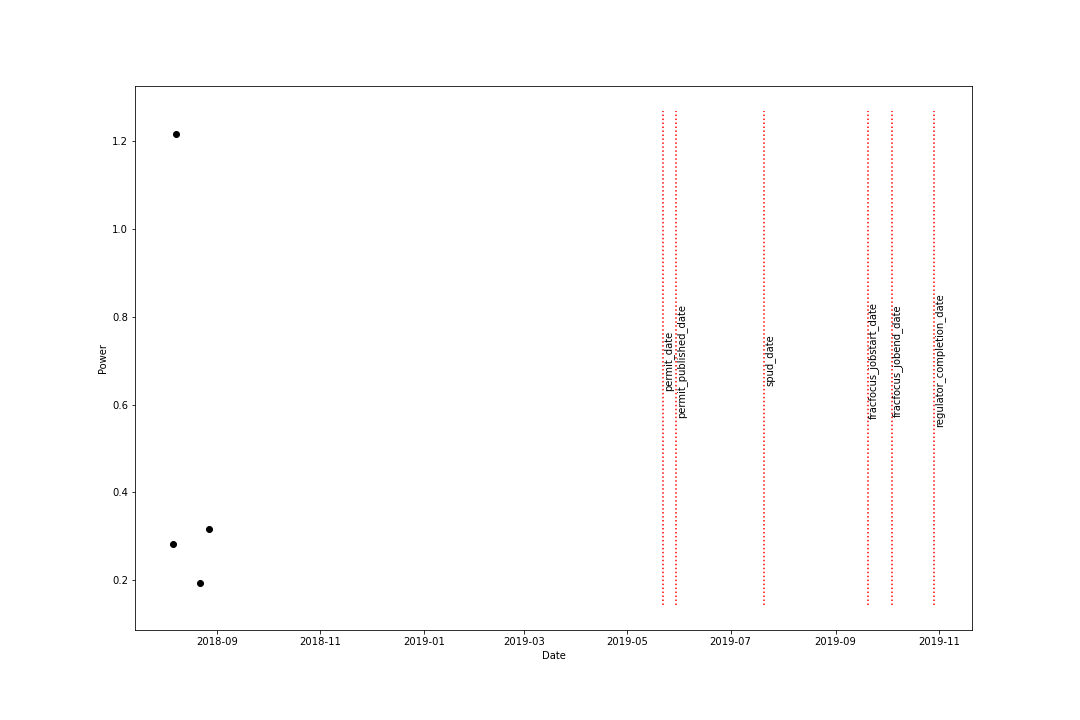 1.2
1.0
0.8
0.6
0.4
0.2
Power
permit_date
permit_published_date
spud_date
fracfocus_jobstart_date
fracfocus_jobend_date
regulator_completion_date
2018-09
2018-11
2019-01
2019-03
2019-05
2019-07
2019-09
2019-11
Date